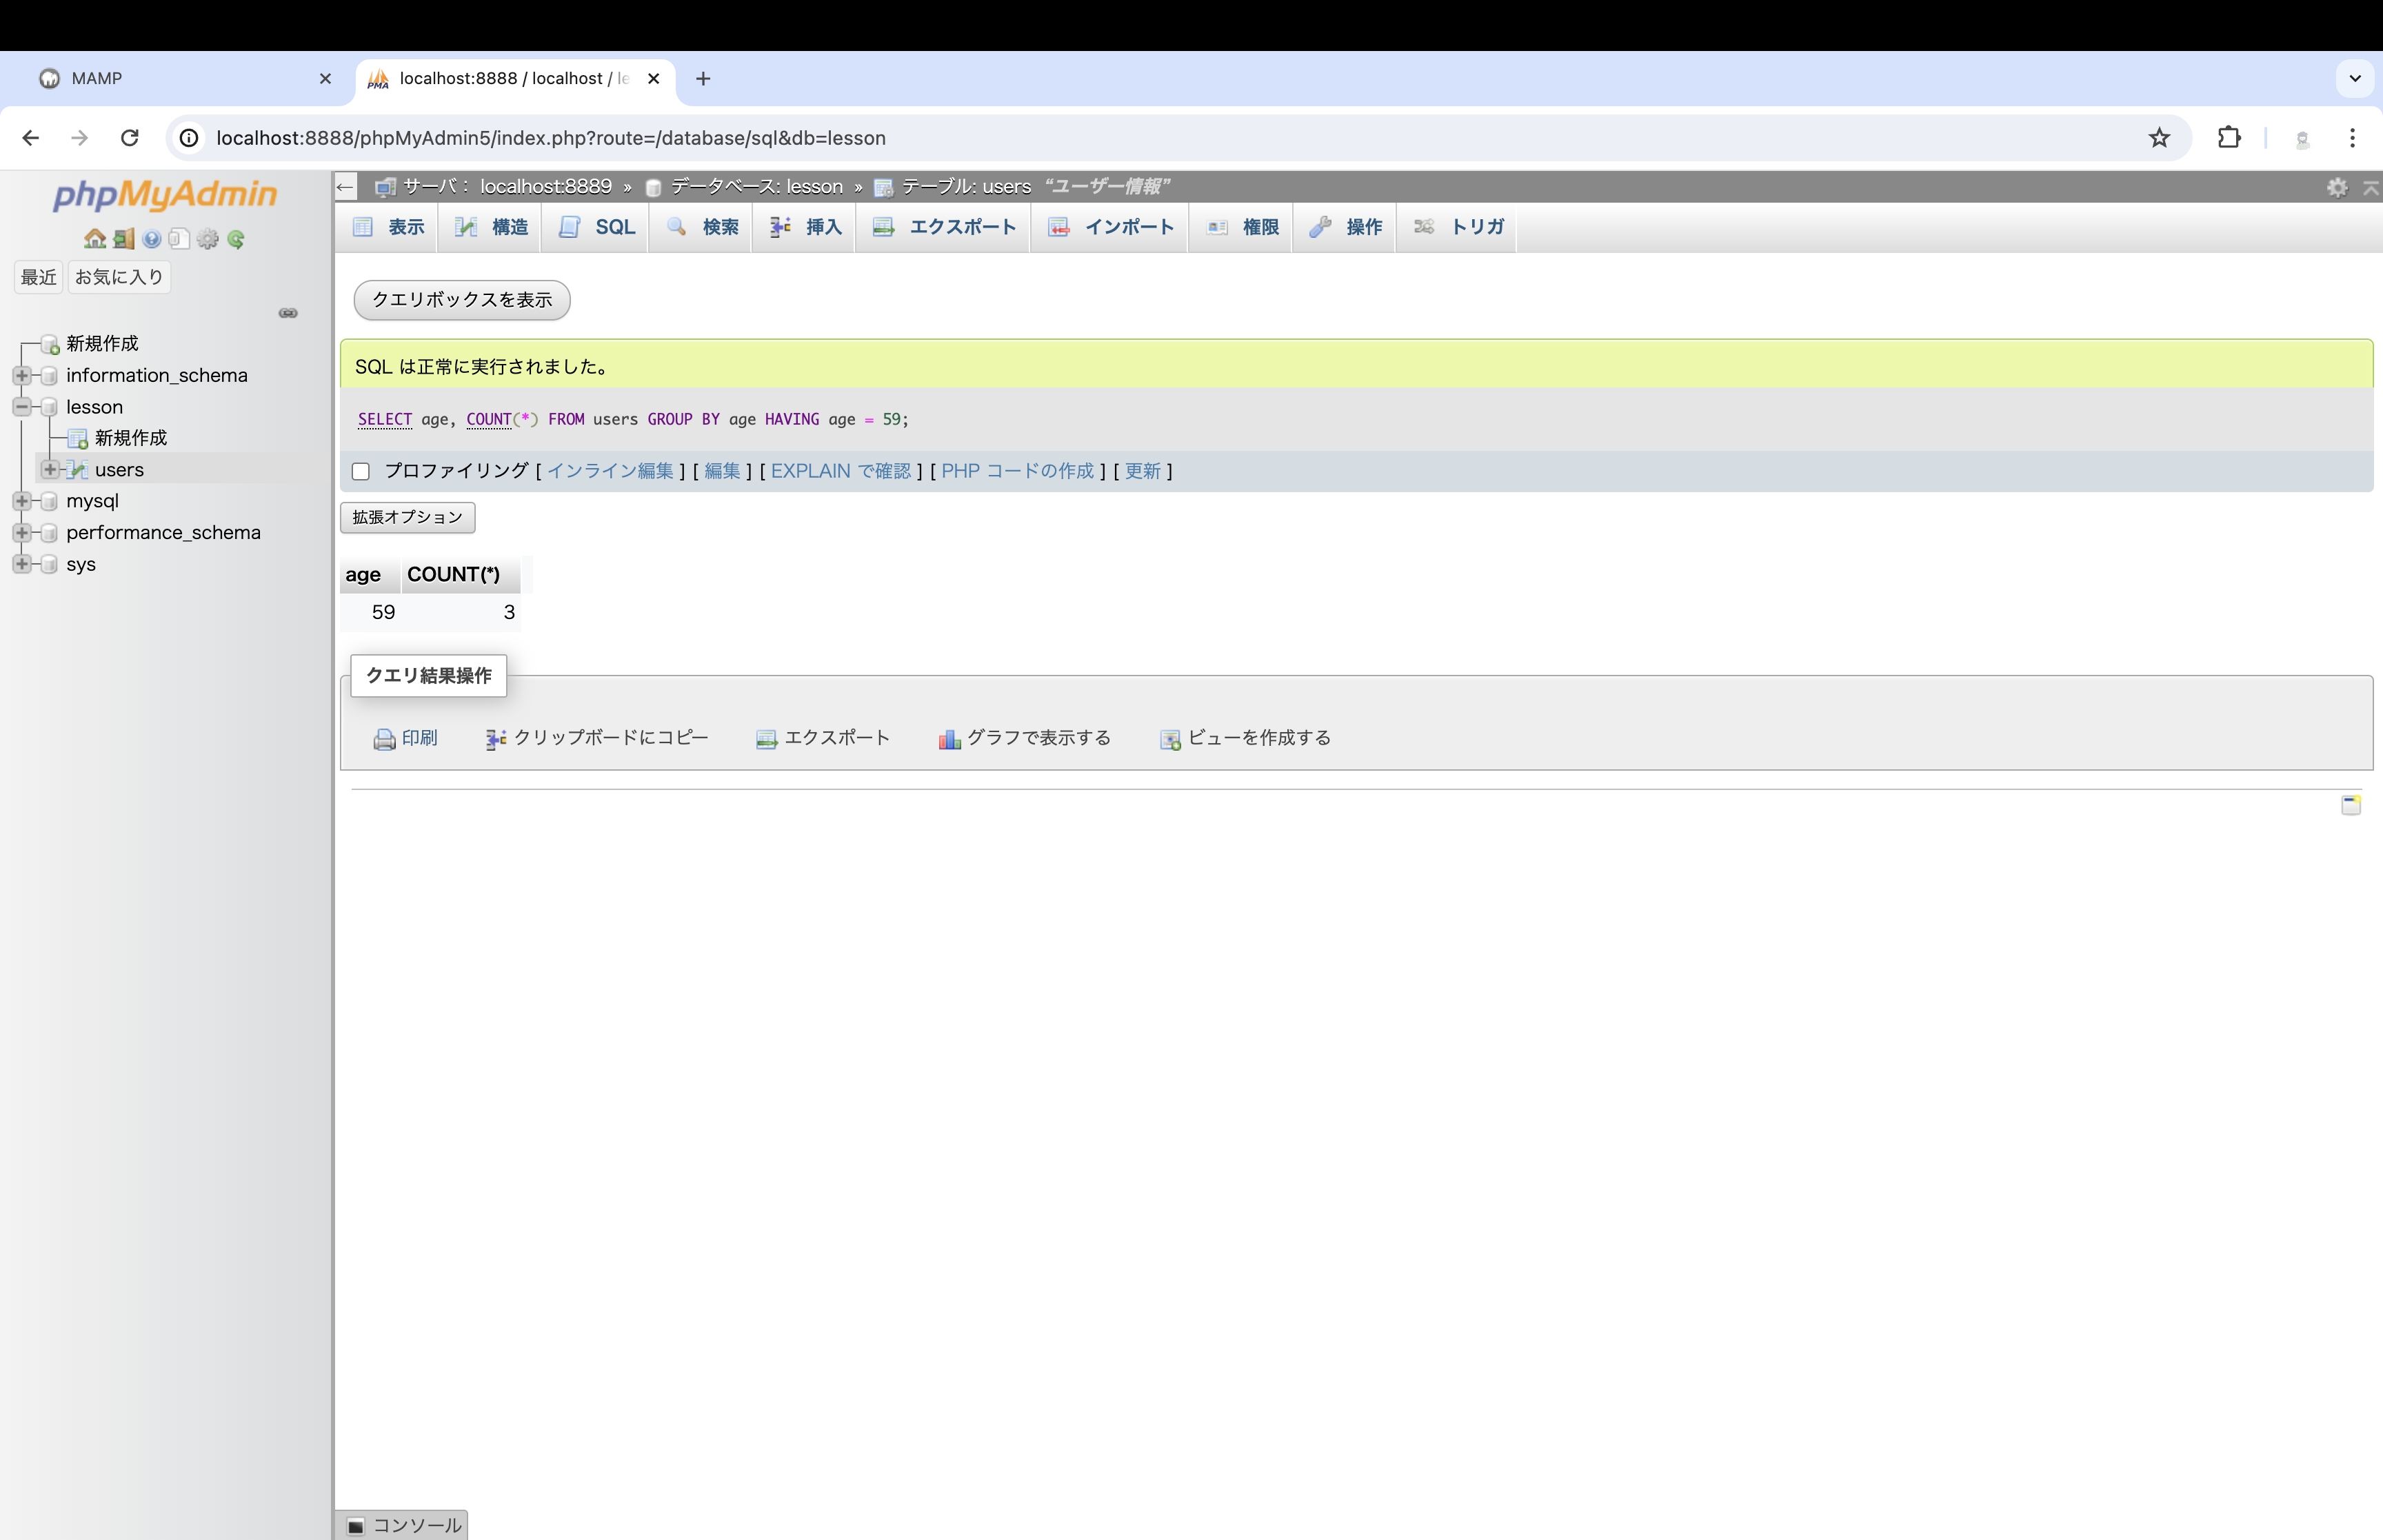 MAMP
localhost:8888 / localhost / le
localhost:8888/phpMyAdmin5/index.php?route=/database/sql&db=lesson
phpMyAdmin
最近 お気に入り
新規作成
information_schema
lesson
新規作成
users
mysql
performance_schema
sys
サーバ: localhost:8889 » データベース: lesson » テーブル: users “ユーザー情報”
表示 構造 SQL 検索 挿入 エクスポート インポート 権限 操作 トリガ
クエリボックスを表示
SQL は正常に実行されました。
SELECT age, COUNT(*) FROM users GROUP BY age HAVING age = 59;
プロファイリング [ インライン編集 ] [ 編集 ] [ EXPLAIN で確認 ] [ PHP コードの作成 ] [ 更新 ]
拡張オプション
age COUNT(*)
59 3
クエリ結果操作
印刷 クリップボードにコピー エクスポート グラフで表示する ビューを作成する
コンソール